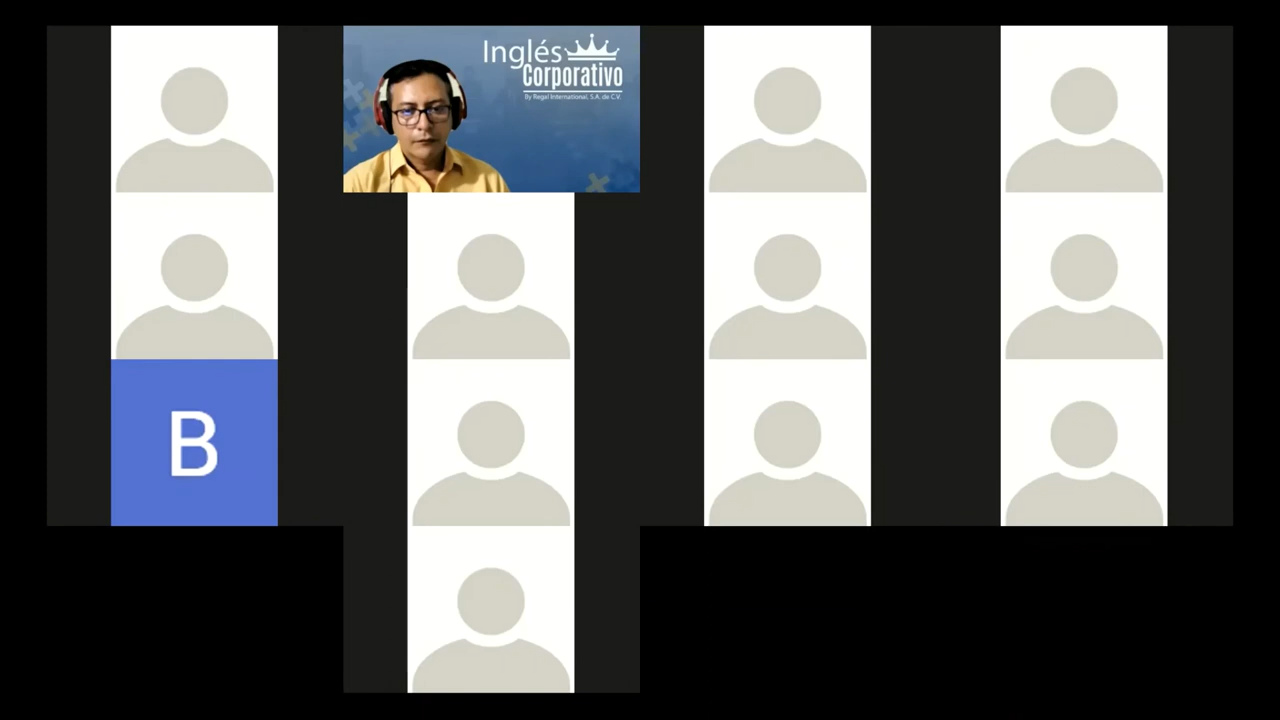 Inglés
Corporativo
By Regal International, S.A. de C.V.
B